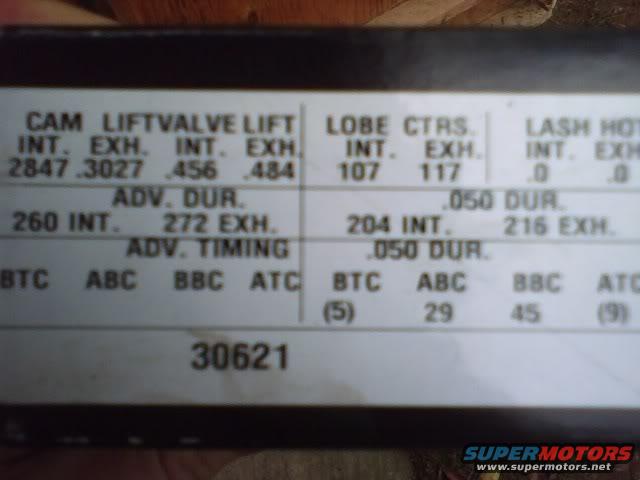 CAM LIFT VALVE LIFT LOBE CTRS. LASH HOT
INT. EXH. INT. EXH. INT. EXH. INT. EXH
2847 .3027 .456 .484 107 117 .0 .0
ADV. DUR. .050 DUR.
260 INT. 272 EXH. 204 INT. 216 EXH.
ADV. TIMING .050 DUR.
BTC ABC BBC ATC BTC ABC BBC ATC
(5) 29 45 (9)
30621
SUPERMOTORS
www.supermotors.net